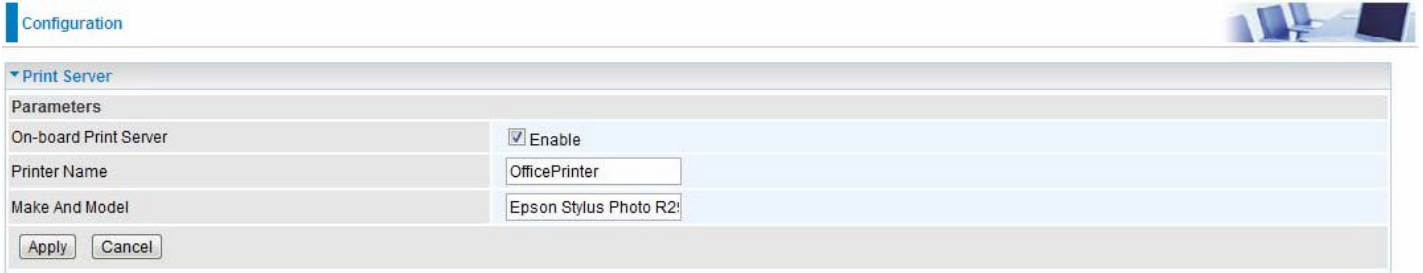 Configuration
Print Server
Parameters
On-board Print Server Enable
Printer Name OfficePrinter
Make And Model Epson Stylus Photo
Apply Cancel